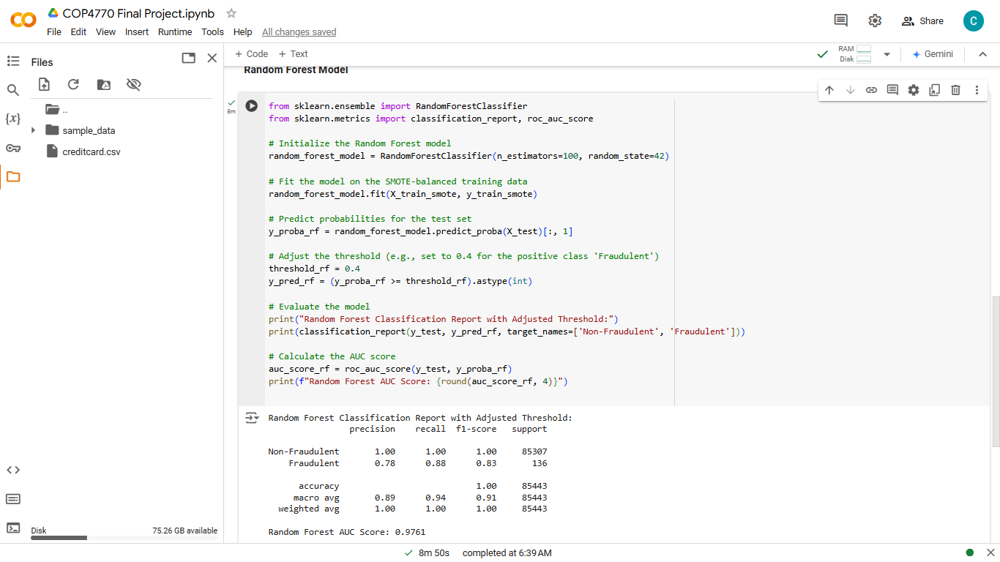 COP4770 Final Project.ipynb
File Edit View Insert Runtime Tools Help All changes saved
Share
C
Files
+ Code + Text
RAM
Disk
Gemini
..
sample_data
creditcard.csv
{x}
Disk 75.26 GB available
Random Forest Model
8m
from sklearn.ensemble import RandomForestClassifier
from sklearn.metrics import classification_report, roc_auc_score
# Initialize the Random Forest model
random_forest_model = RandomForestClassifier(n_estimators=100, random_state=42)
# Fit the model on the SMOTE-balanced training data
random_forest_model.fit(X_train_smote, y_train_smote)
# Predict probabilities for the test set
y_proba_rf = random_forest_model.predict_proba(X_test)[:, 1]
# Adjust the threshold (e.g., set to 0.4 for the positive class 'Fraudulent')
threshold_rf = 0.4
y_pred_rf = (y_proba_rf >= threshold_rf).astype(int)
# Evaluate the model
print("Random Forest Classification Report with Adjusted Threshold:")
print(classification_report(y_test, y_pred_rf, target_names=['Non-Fraudulent', 'Fraudulent']))
# Calculate the AUC score
auc_score_rf = roc_auc_score(y_test, y_proba_rf)
print(f"Random Forest AUC Score: {round(auc_score_rf, 4)}")
Random Forest Classification Report with Adjusted Threshold:
precision recall f1-score support
Non-Fraudulent 1.00 1.00 1.00 85307
Fraudulent 0.78 0.88 0.83 136
accuracy 1.00 85443
macro avg 0.89 0.94 0.91 85443
weighted avg 1.00 1.00 1.00 85443
Random Forest AUC Score: 0.9761
8m 50s completed at 6:39 AM